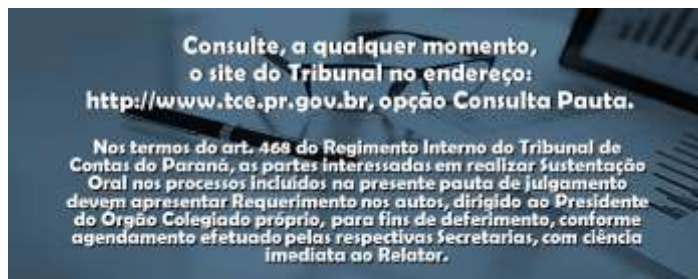 Consulte, a qualquer momento,
o site do Tribunal no endereço:
http://www.tce.pr.gov.br, opção Consulta Pauta.
Nos termos do art. 468 do Regimento Interno do Tribunal de
Contas do Paraná, as partes interessadas em realizar Sustentação
Oral nos processos incluídos na presente pauta de julgamento
devem apresentar Requerimento nos autos, dirigido ao Presidente
do Órgão Colegiado próprio, para fins de deferimento, conforme
agendamento efetuado pelas respectivas Secretarias, com ciência
imediata ao Relator.